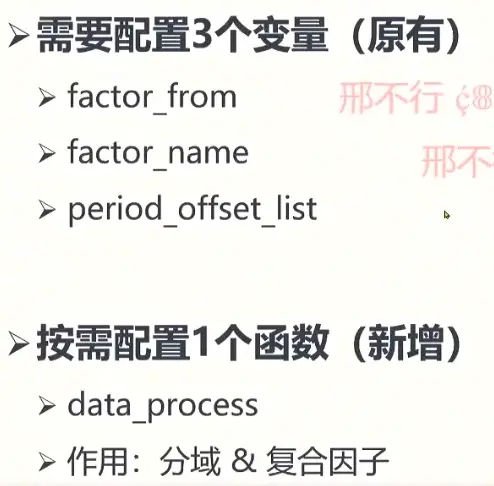 ➢需要配置3个变量（原有）
➢ factor_from
邢不行
➢ factor_name
邢不
➢ period_offset_list
➢按需配置1个函数（新增）
➢ data_process
➢ 作用：分域 & 复合因子